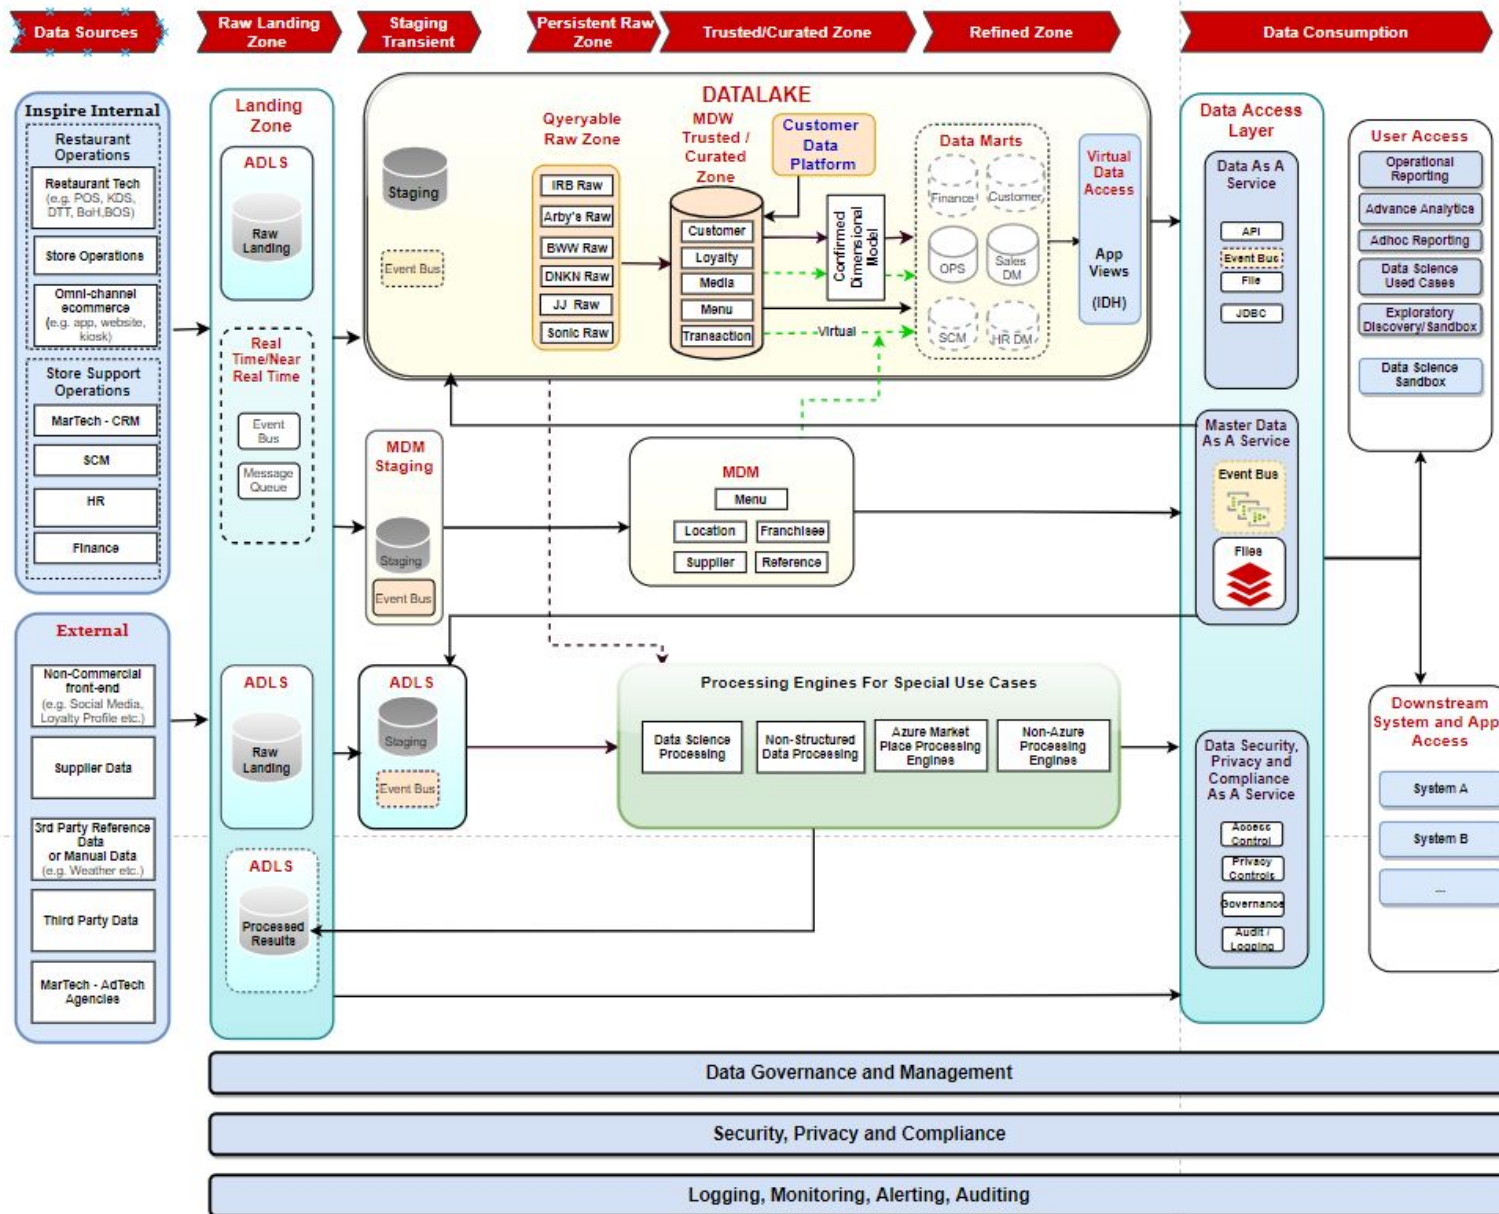 Data Sources
Raw Landing
Zone
Staging
Transient
Persistent Raw
Zone
Trusted/Curated Zone
Refined Zone
Data Consumption
Inspire Internal
Restaurant
Operations
Restaurant Tech
(e.g. POS, KDS,
DTT, BoH,BOS)
Store Operations
Omni-channel
ecommerce
(e.g. app, website,
kiosk)
Store Support
Operations
MarTech - CRM
SCM
HR
Finance
External
Non-Commercial
front-end
(e.g. Social Media,
Loyalty Profile etc.)
Supplier Data
3rd Party Reference
Data
or Manual Data
(e.g. Weather etc.)
Third Party Data
MarTech - AdTech
Agencies
Landing
Zone
ADLS
Raw
Landing
Real
Time/Near
Real Time
Event
Bus
Message
Queue
ADLS
Raw
Landing
ADLS
Processed
Results
DATALAKE
Staging
Event Bus
Qyeryable
Raw Zone
IRB Raw
Arby's Raw
BWW Raw
DNKN Raw
JJ Raw
Sonic Raw
MDW
Trusted /
Curated
Zone
Customer
Loyalty
Media
Menu
Transaction
Customer
Data
Platform
Confirmed
Dimensional
Model
Virtual
Data Marts
Finance
Customer
OPS
Sales
DM
SCM
HR DM
Virtual
Data
Access
App
Views
(IDH)
MDM
Staging
Staging
Event Bus
MDM
Menu
Location
Franchisee
Supplier
Reference
ADLS
Staging
Event Bus
Processing Engines For Special Use Cases
Data Science
Processing
Non-Structured
Data Processing
Azure Market
Place Processing
Engines
Non-Azure
Processing
Engines
Data Access
Layer
Data As A
Service
API
Event Bus
File
JDBC
Master Data
As A Service
Event Bus
Files
Data Security,
Privacy and
Compliance
As A Service
Access
Control
Privacy
Controls
Governance
Audit /
Logging
User Access
Operational
Reporting
Advance Analytics
Adhoc Reporting
Data Science
Used Cases
Exploratory
Discovery/Sandbox
Data Science
Sandbox
Downstream
System and App
Access
System A
System B
...
Data Governance and Management
Security, Privacy and Compliance
Logging, Monitoring, Alerting, Auditing